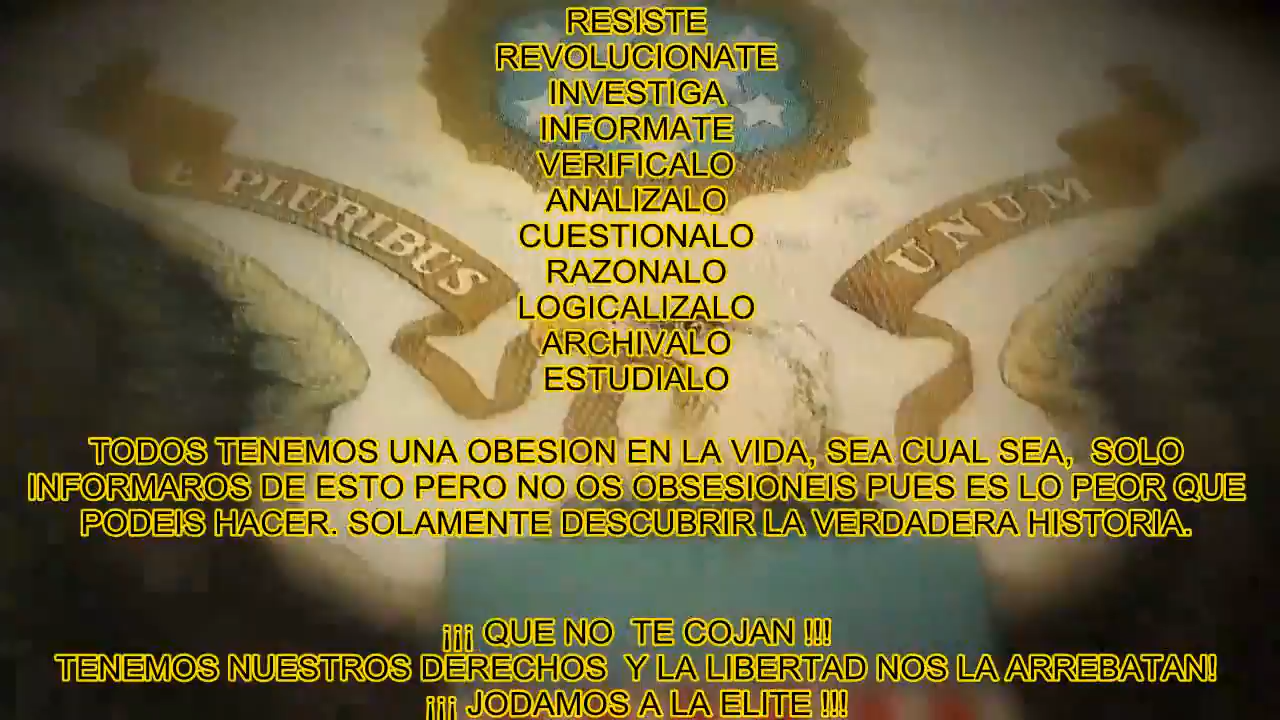 RESISTE
REVOLUCIONATE
INVESTIGA
INFORMATE
VERIFICALO
ANALIZALO
CUESTIONALO
RAZONALO
LOGICALIZALO
ARCHIVALO
ESTUDIALO
E PLURIBUS UNUM
TODOS TENEMOS UNA OBESION EN LA VIDA, SEA CUAL SEA, SOLO
INFORMAROS DE ESTO PERO NO OS OBSESIONEIS PUES ES LO PEOR QUE
PODEIS HACER. SOLAMENTE DESCUBRIR LA VERDADERA HISTORIA.
¡¡¡ QUE NO TE COJAN !!!
TENEMOS NUESTROS DERECHOS Y LA LIBERTAD NOS LA ARREBATAN!
¡¡¡ JODAMOS A LA ELITE !!!